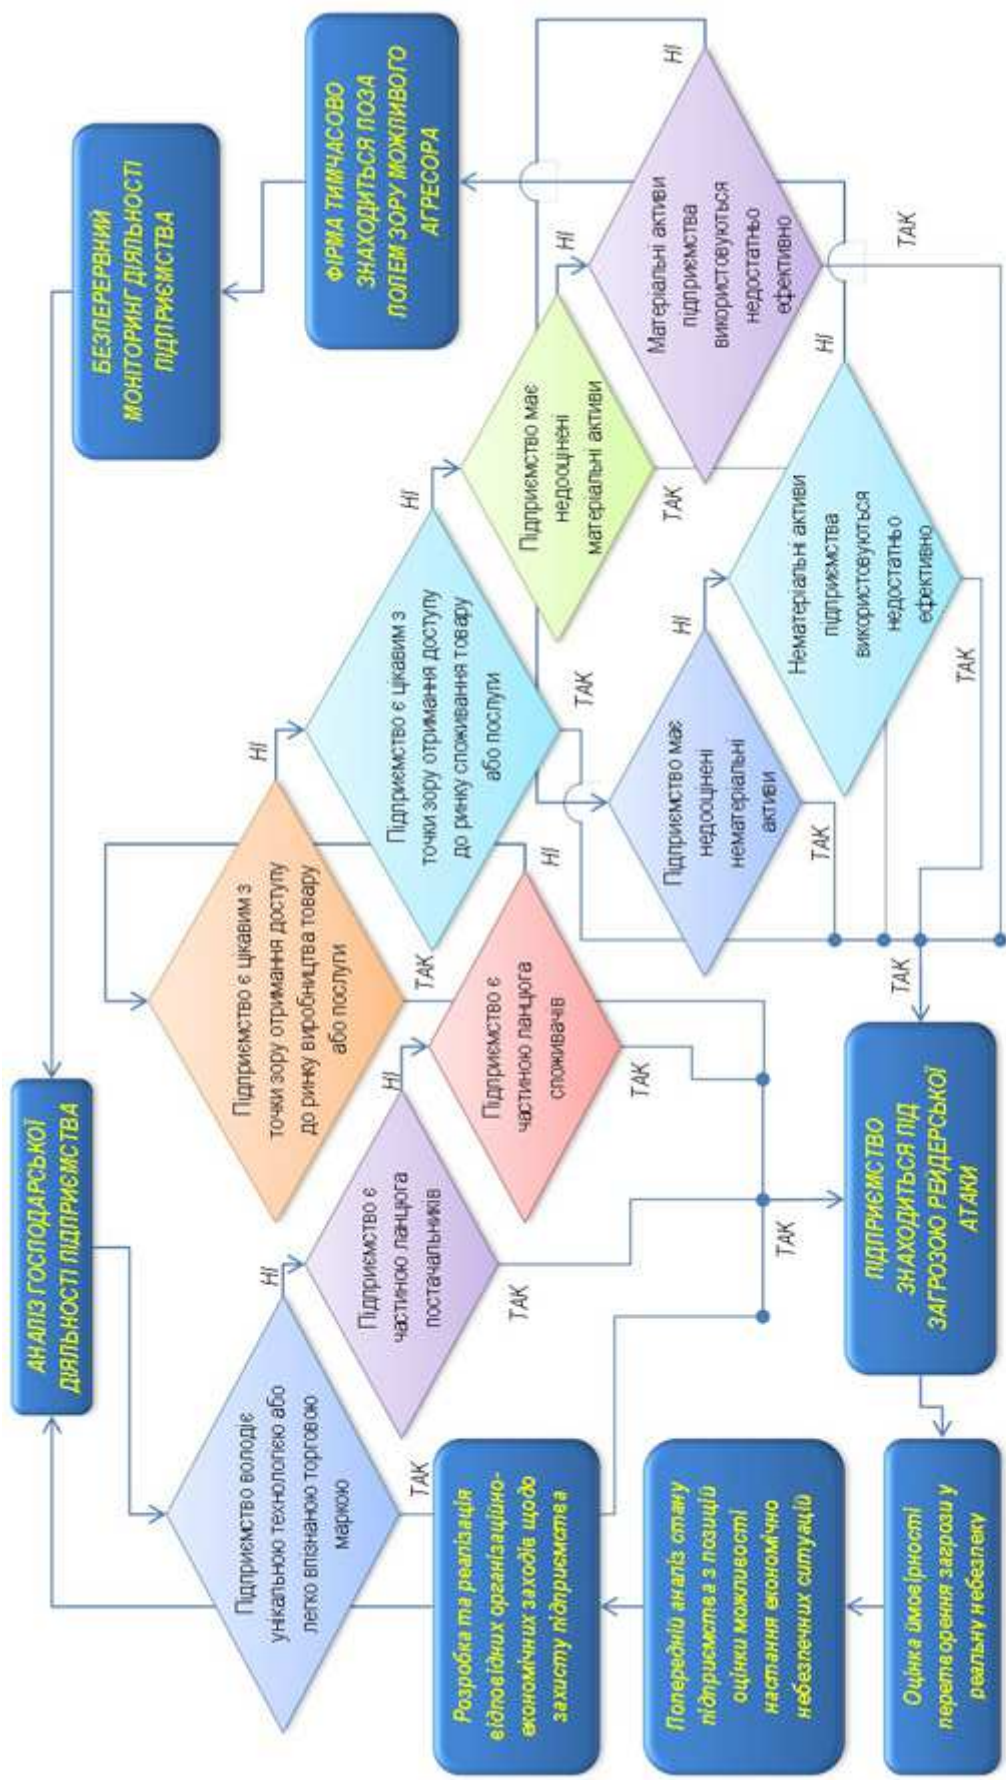 АНАЛІЗ ГОСПОДАРСЬКОЇ
ДІЯЛЬНОСТІ ПІДПРИЄМСТВА
БЕЗПЕРЕРВНИЙ
МОНІТОРИНГ ДІЯЛЬНОСТІ
ПІДПРИЄМСТВА
Підприємство володіє
унікальною технологією або
легко впізнаною торговою
маркою
НІ
ТАК
Підприємство є
частиною ланцюга
постачальників
НІ
ТАК
Підприємство є
частиною ланцюга
споживачів
НІ
ТАК
Підприємство є цікавим з
точки зору отримання доступу
до ринку виробництва товару
або послуги
НІ
ТАК
Підприємство є цікавим з
точки зору отримання доступу
до ринку споживання товару
або послуги
НІ
ТАК
Підприємство має
недооцінені
матеріальні активи
НІ
ТАК
Матеріальні активи
підприємства
використовуються
недостатньо
ефективно
НІ
ТАК
ФІРМА ТИМЧАСОВО
ЗНАХОДИТЬСЯ ПОЗА
ПОЛЕМ ЗОРУ МОЖЛИВОГО
АГРЕСОРА
Підприємство має
недооцінені
нематеріальні
активи
НІ
ТАК
Нематеріальні активи
підприємства
використовуються
недостатньо
ефективно
НІ
ТАК
ТАК
ТАК
ПІДПРИЄМСТВО
ЗНАХОДИТЬСЯ ПІД
ЗАГРОЗОЮ РЕЙДЕРСЬКОЇ
АТАКИ
Оцінка ймовірності
перетворення загрози у
реальну небезпеку
Попередній аналіз стану
підприємства з позицій
оцінки можливості
настання економічно
небезпечних ситуацій
Розробка та реалізація
відповідних організаційно-
економічних заходів щодо
захисту підприємства